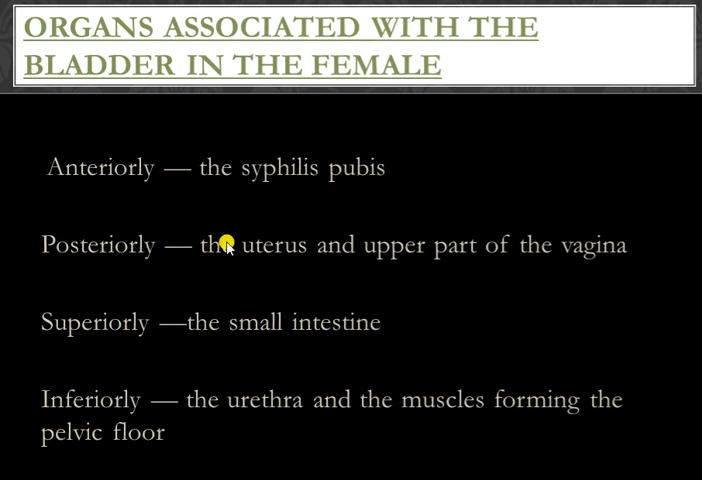 ORGANS ASSOCIATED WITH THE
BLADDER IN THE FEMALE
Anteriorly — the syphilis pubis
Posteriorly — the uterus and upper part of the vagina
Superiorly —the small intestine
Inferiorly — the urethra and the muscles forming the
pelvic floor